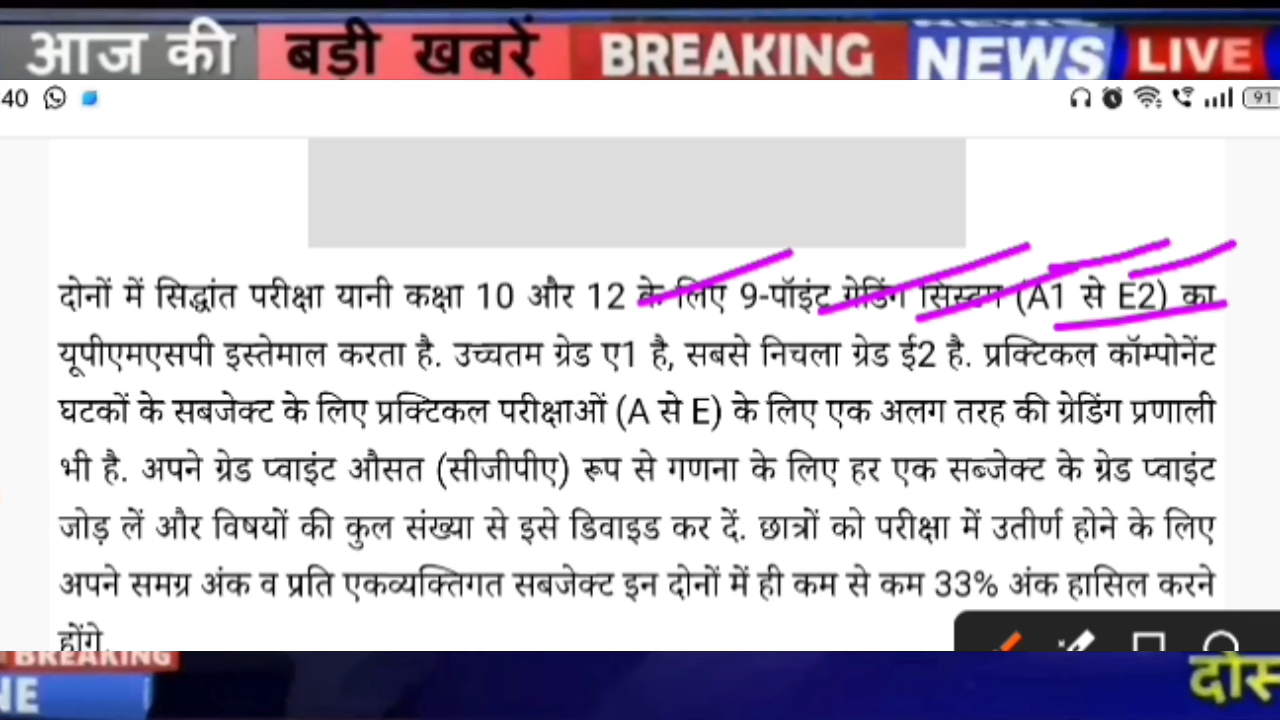 आज की बड़ी खबरें BREAKING NEWS LIVE
40 91
दोनों में सिद्धांत परीक्षा यानी कक्षा 10 और 12 के लिए 9-पॉइंट ग्रेडिंग सिस्टम (A1 से E2) का
यूपीएमएसपी इस्तेमाल करता है. उच्चतम ग्रेड ए1 है, सबसे निचला ग्रेड ई2 है. प्रक्टिकल कॉम्पोनेंट
घटकों के सबजेक्ट के लिए प्रक्टिकल परीक्षाओं (A से E) के लिए एक अलग तरह की ग्रेडिंग प्रणाली
भी है. अपने ग्रेड प्वाइंट औसत (सीजीपीए) रूप से गणना के लिए हर एक सब्जेक्ट के ग्रेड प्वाइंट
जोड़ लें और विषयों की कुल संख्या से इसे डिवाइड कर दें. छात्रों को परीक्षा में उतीर्ण होने के लिए
अपने समग्र अंक व प्रति एकव्यक्तिगत सबजेक्ट इन दोनों में ही कम से कम 33% अंक हासिल करने
होंगे.
BREAKING
NE